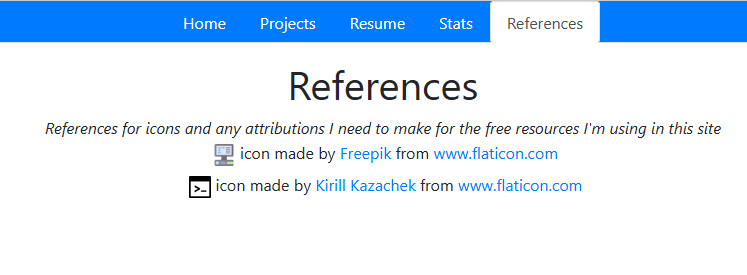 Home Projects Resume Stats References
References
References for icons and any attributions I need to make for the free resources I'm using in this site
icon made by Freepik from www.flaticon.com
icon made by Kirill Kazachek from www.flaticon.com